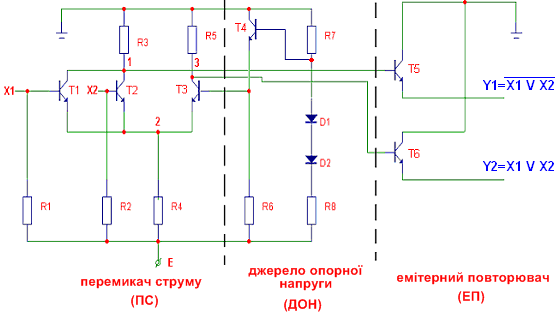 T4
R3
R5
R7
1
3
T5
X1
T1
X2
T2
T3
Y1=X1 V X2
D1
2
T6
D2
Y2=X1 V X2
R1
R2
R4
R6
R8
E
перемикач струму
(ПС)
джерело опорної
напруги
(ДОН)
емітерний повторювач
(ЕП)